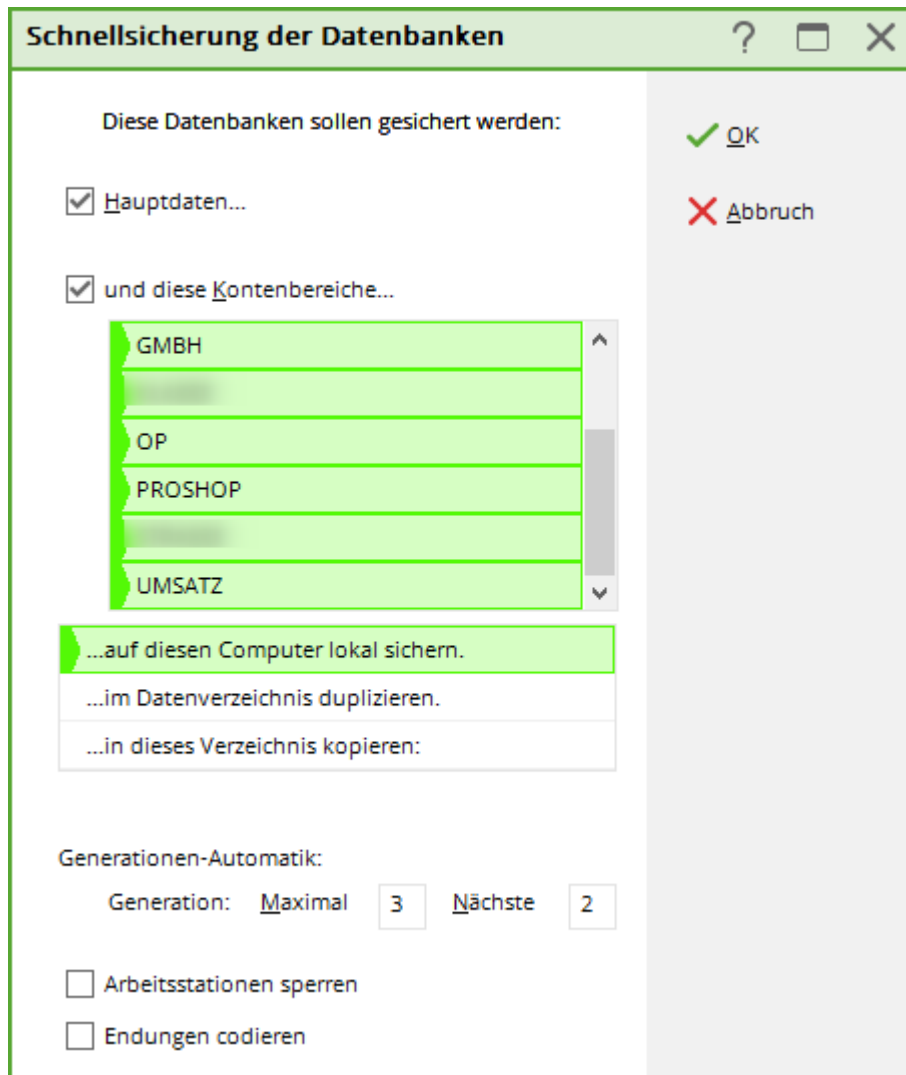 Schnellsicherung der Datenbanken
Diese Datenbanken sollen gesichert werden:
OK
Hauptdaten...
Abbruch
und diese Kontenbereiche...
GMBH
OP
PROSHOP
UMSATZ
...auf diesen Computer lokal sichern.
...im Datenverzeichnis duplizieren.
...in dieses Verzeichnis kopieren:
Generationen-Automatik:
Generation: Maximal 3 Nächste 2
Arbeitsstationen sperren
Endungen codieren